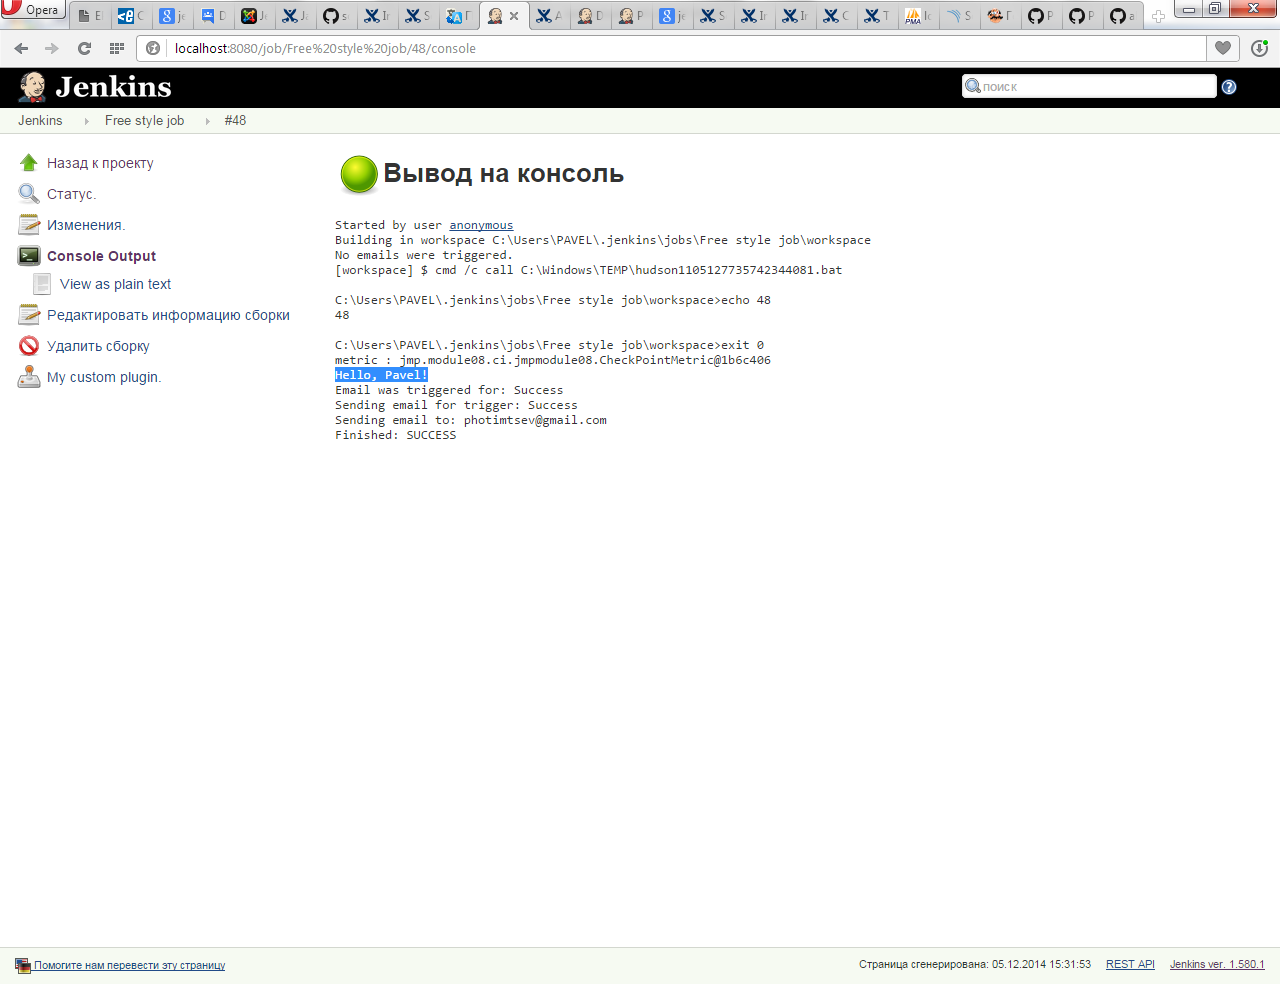 Opera
localhost:8080/job/Free%20style%20job/48/console
Jenkins
поиск
Jenkins Free style job #48
Назад к проекту
Статус.
Изменения.
Console Output
View as plain text
Редактировать информацию сборки
Удалить сборку
My custom plugin.
Вывод на консоль
Started by user anonymous
Building in workspace C:\Users\PAVEL\.jenkins\jobs\Free style job\workspace
No emails were triggered.
[workspace] $ cmd /c call C:\Windows\TEMP\hudson1105127735742344081.bat
C:\Users\PAVEL\.jenkins\jobs\Free style job\workspace>echo 48
48
C:\Users\PAVEL\.jenkins\jobs\Free style job\workspace>exit 0
metric : jmp.module08.ci.jmpmodule08.CheckPointMetric@1b6c406
Hello, Pavel!
Email was triggered for: Success
Sending email for trigger: Success
Sending email to: photimtsev@gmail.com
Finished: SUCCESS
Помогите нам перевести эту страницу
Страница сгенерирована: 05.12.2014 15:31:53 REST API Jenkins ver. 1.580.1